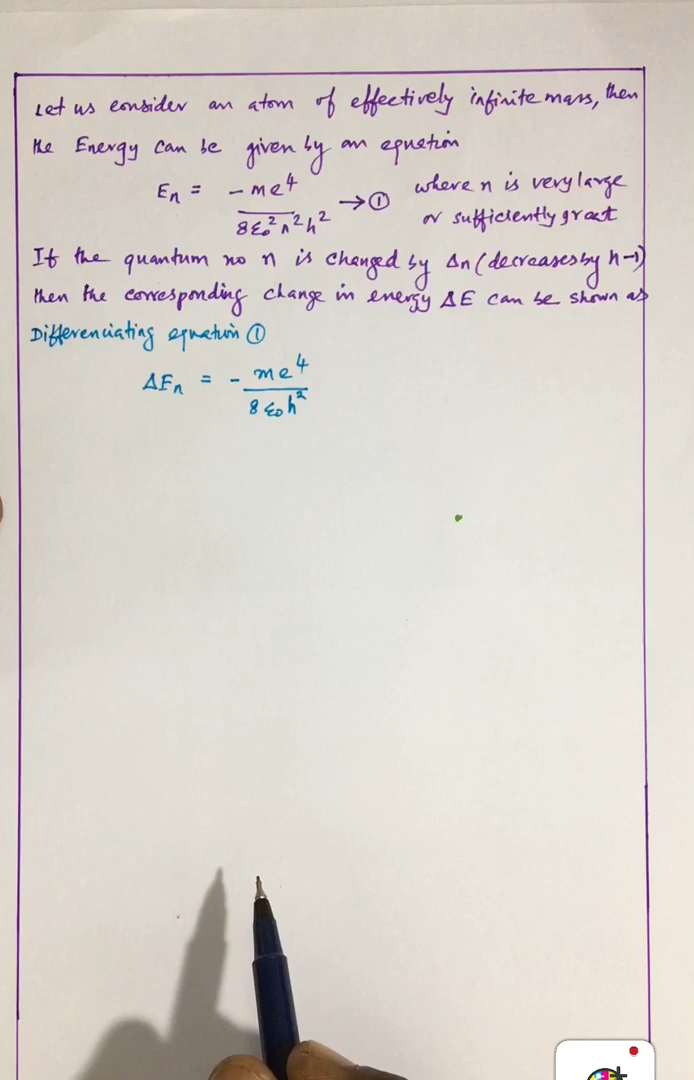 Let us consider an atom of effectively infinite mass, then
the Energy can be given by an equation
Eₙ = -me⁴ / 8ε₀²n²h² → ① where n is very large
or sufficiently great
If the quantum no n is changed by Δn (decreases by n-1)
then the corresponding change in energy ΔE can be shown as
Differenciating equation ①
ΔEₙ = - me⁴ / 8ε₀h²